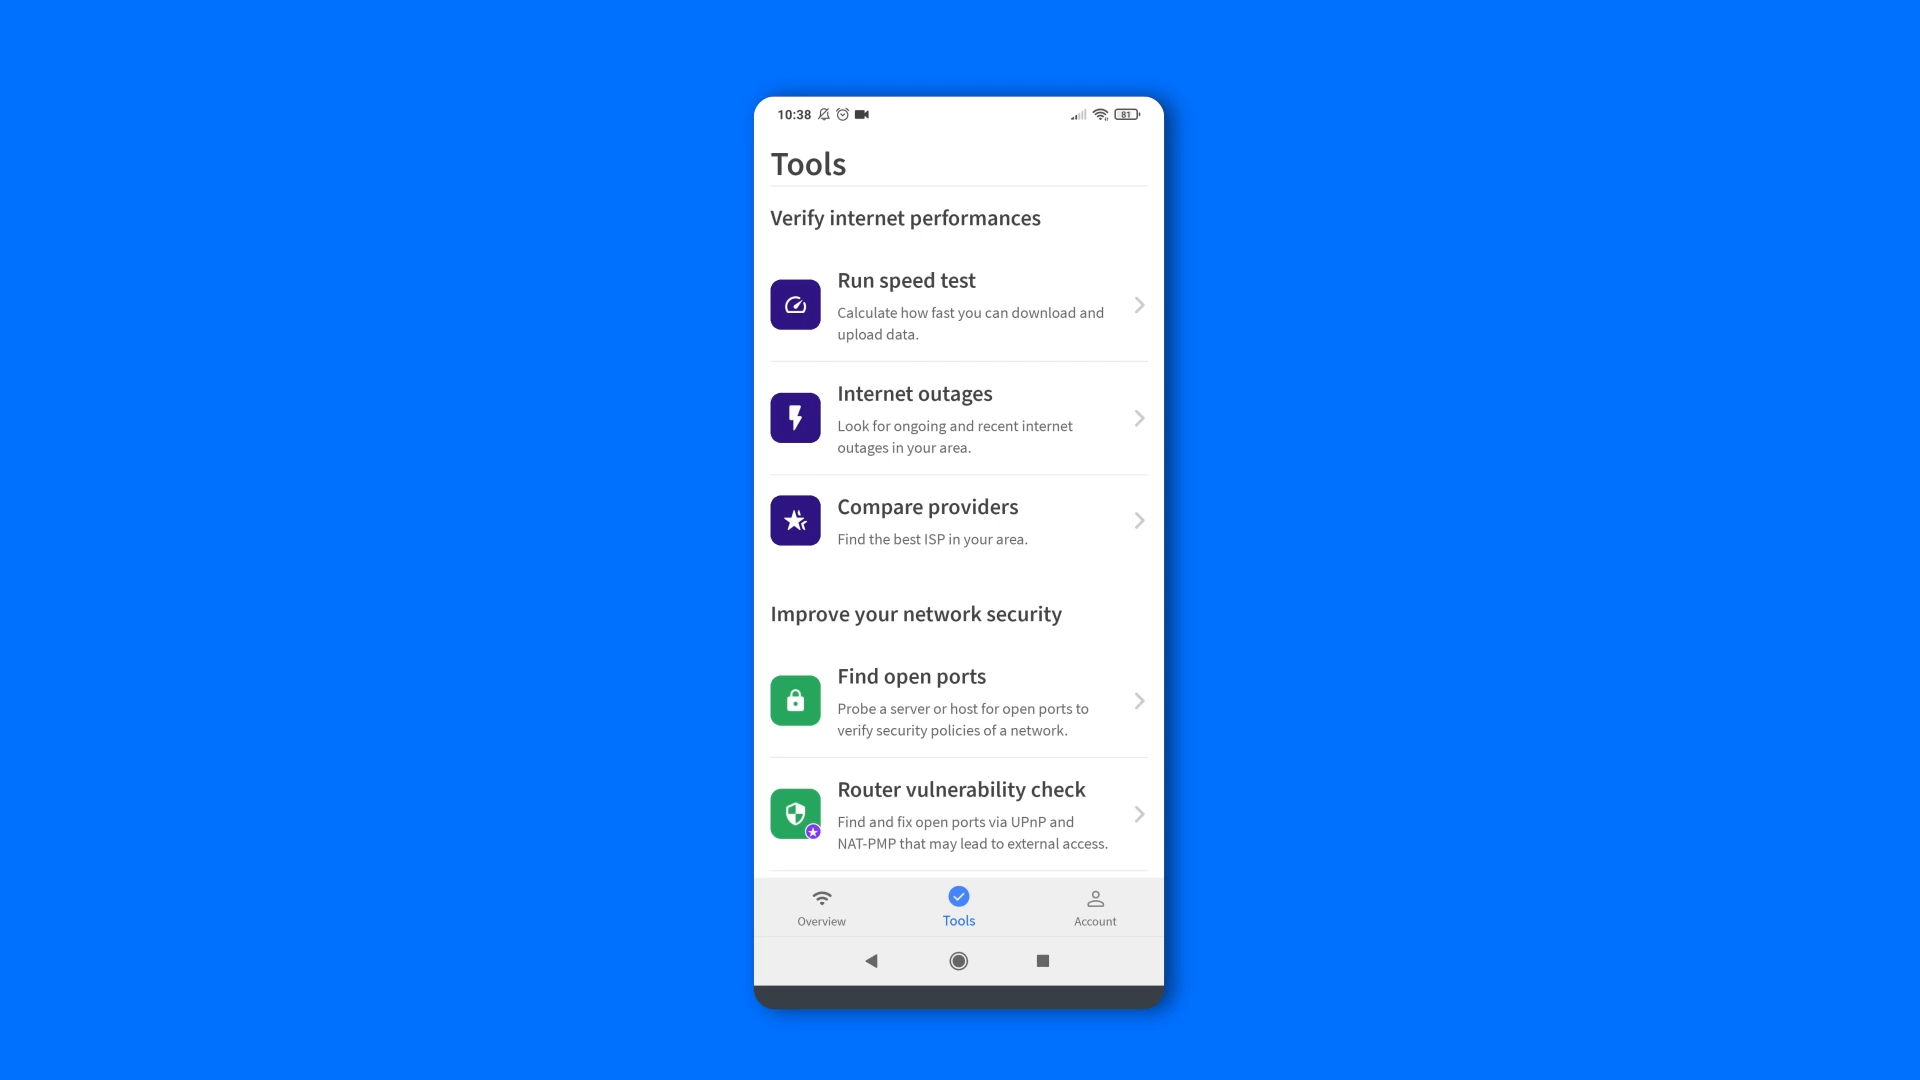 10:38
81
Tools
Verify internet performances
Run speed test
Calculate how fast you can download and
upload data.
Internet outages
Look for ongoing and recent internet
outages in your area.
Compare providers
Find the best ISP in your area.
Improve your network security
Find open ports
Probe a server or host for open ports to
verify security policies of a network.
Router vulnerability check
Find and fix open ports via UPnP and
NAT-PMP that may lead to external access.
Overview
Tools
Account